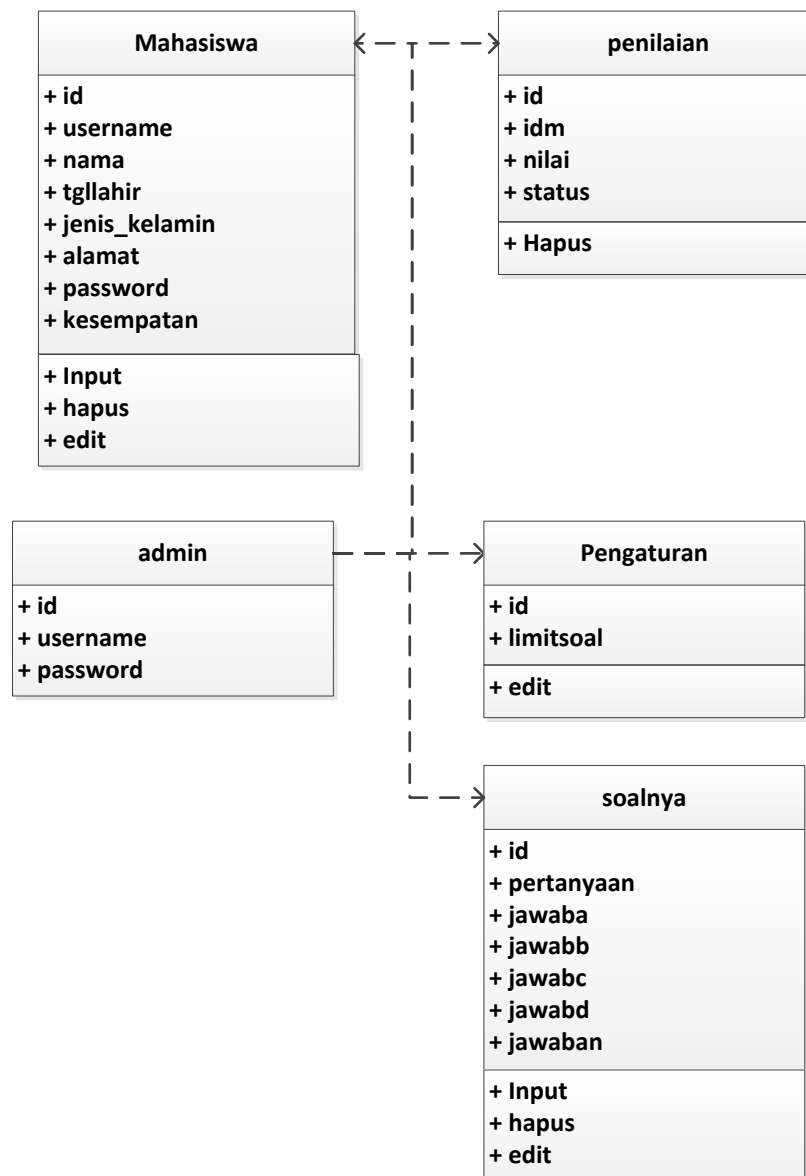 Mahasiswa
+ id
+ username
+ nama
+ tgllahir
+ jenis_kelamin
+ alamat
+ password
+ kesempatan
+ Input
+ hapus
+ edit
penilaian
+ id
+ idm
+ nilai
+ status
+ Hapus
admin
+ id
+ username
+ password
Pengaturan
+ id
+ limitsoal
+ edit
soalnya
+ id
+ pertanyaan
+ jawaba
+ jawabb
+ jawabc
+ jawabd
+ jawaban
+ Input
+ hapus
+ edit